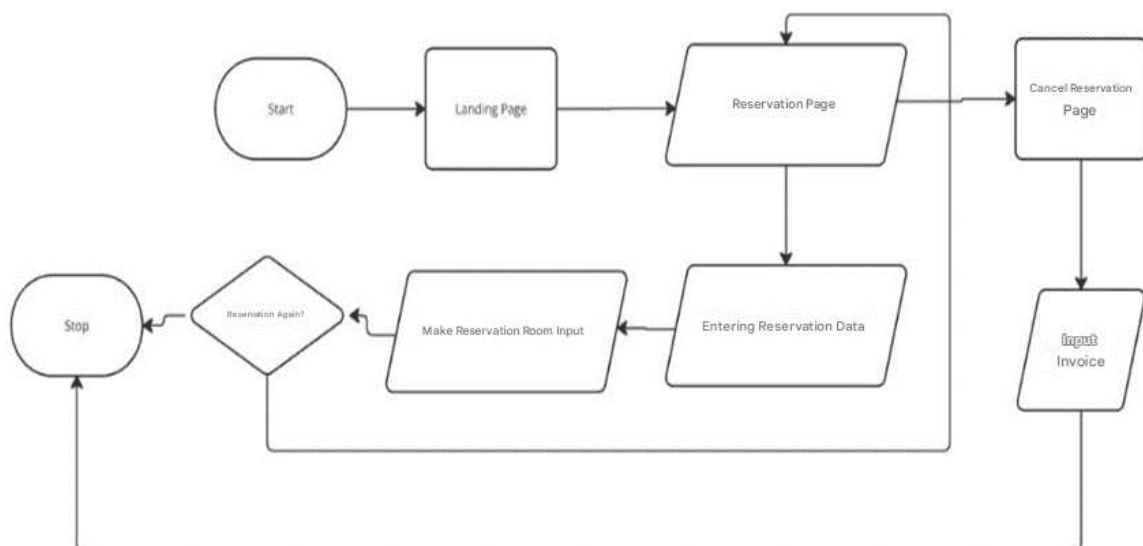 Start
Landing Page
Reservation Page
Cancel Reservation
Page
Stop
Reservation Again?
Make Reservation Room Input
Entering Reservation Data
Input
Invoice